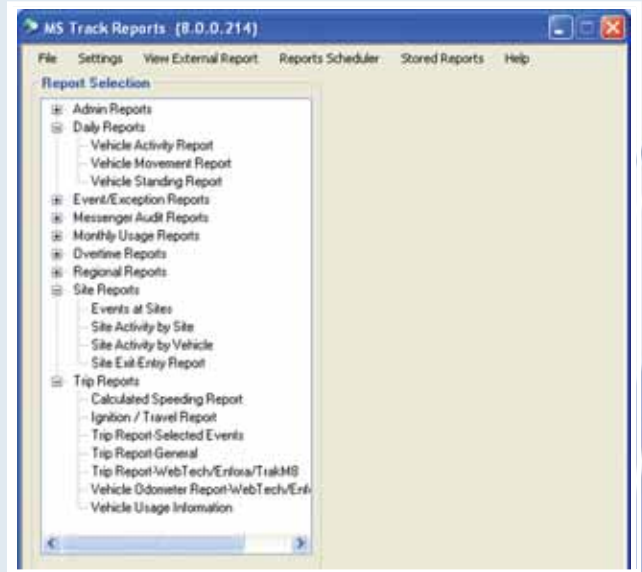 MS Track Reports (8.0.0.214)
File Settings View External Report Reports Scheduler Stored Reports Help
Report Selection
Admin Reports
Daily Reports
Vehicle Activity Report
Vehicle Movement Report
Vehicle Standing Report
Event/Exception Reports
Messenger Audit Reports
Monthly Usage Reports
Overtime Reports
Regional Reports
Site Reports
Events at Sites
Site Activity by Site
Site Activity by Vehicle
Site Exit-Entry Report
Trip Reports
Calculated Speeding Report
Ignition / Travel Report
Trip Report-Selected Events
Trip Report-General
Trip Report-WebTech/Enfora/TrakM8
Vehicle Odometer Report-WebTech/Enf
Vehicle Usage Information